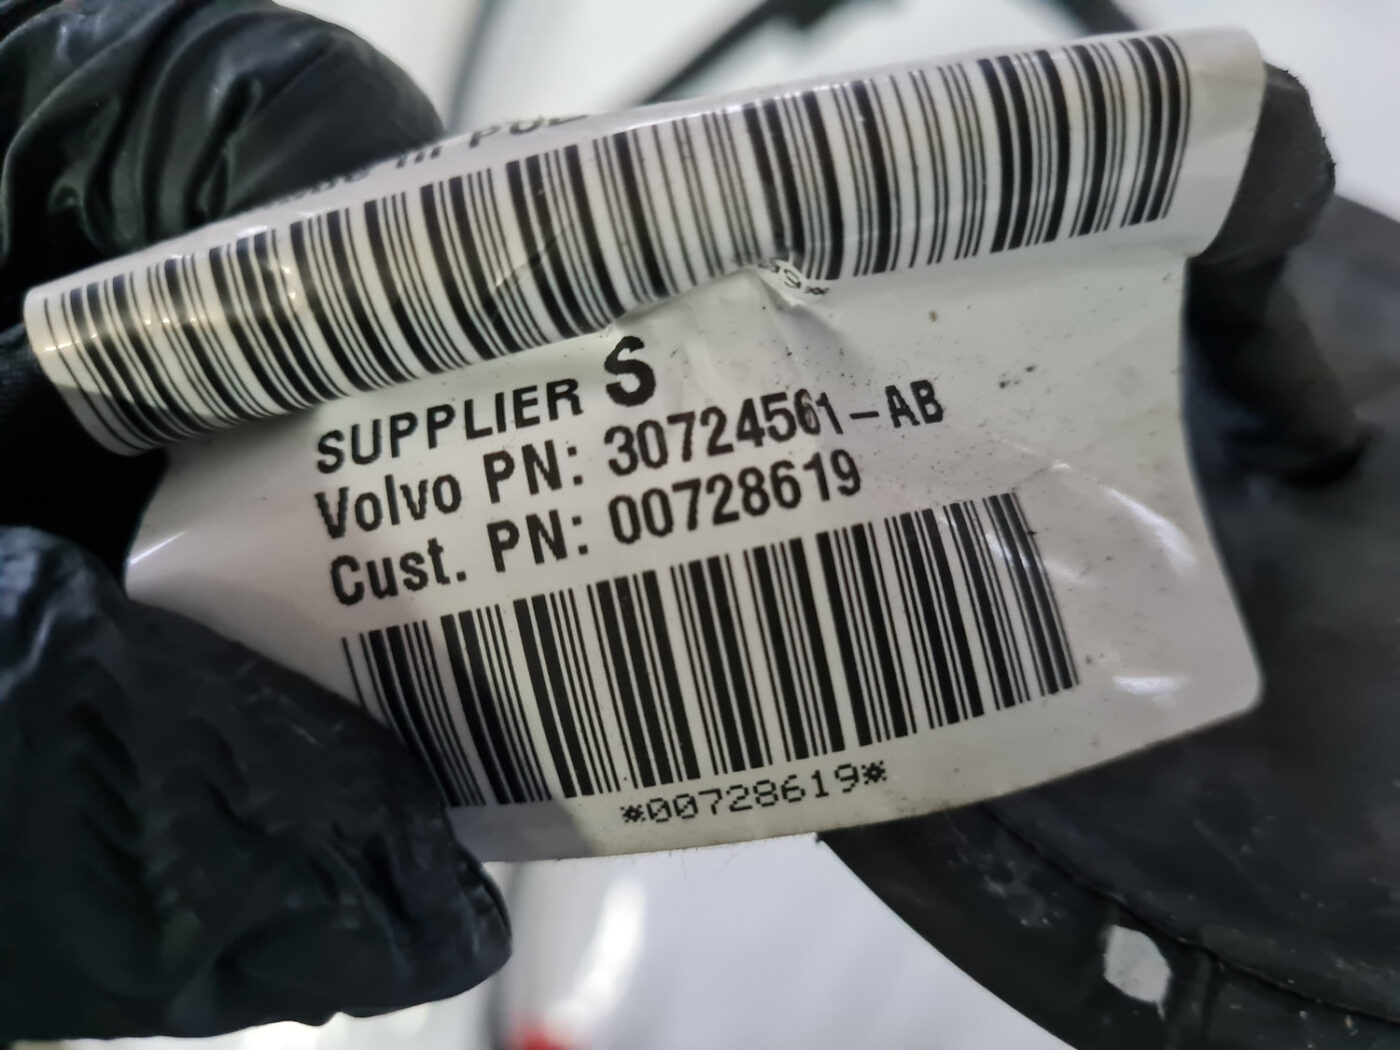 SUPPLIER S
Volvo PN: 30724561-AB
Cust. PN: 00728619
*00728619*